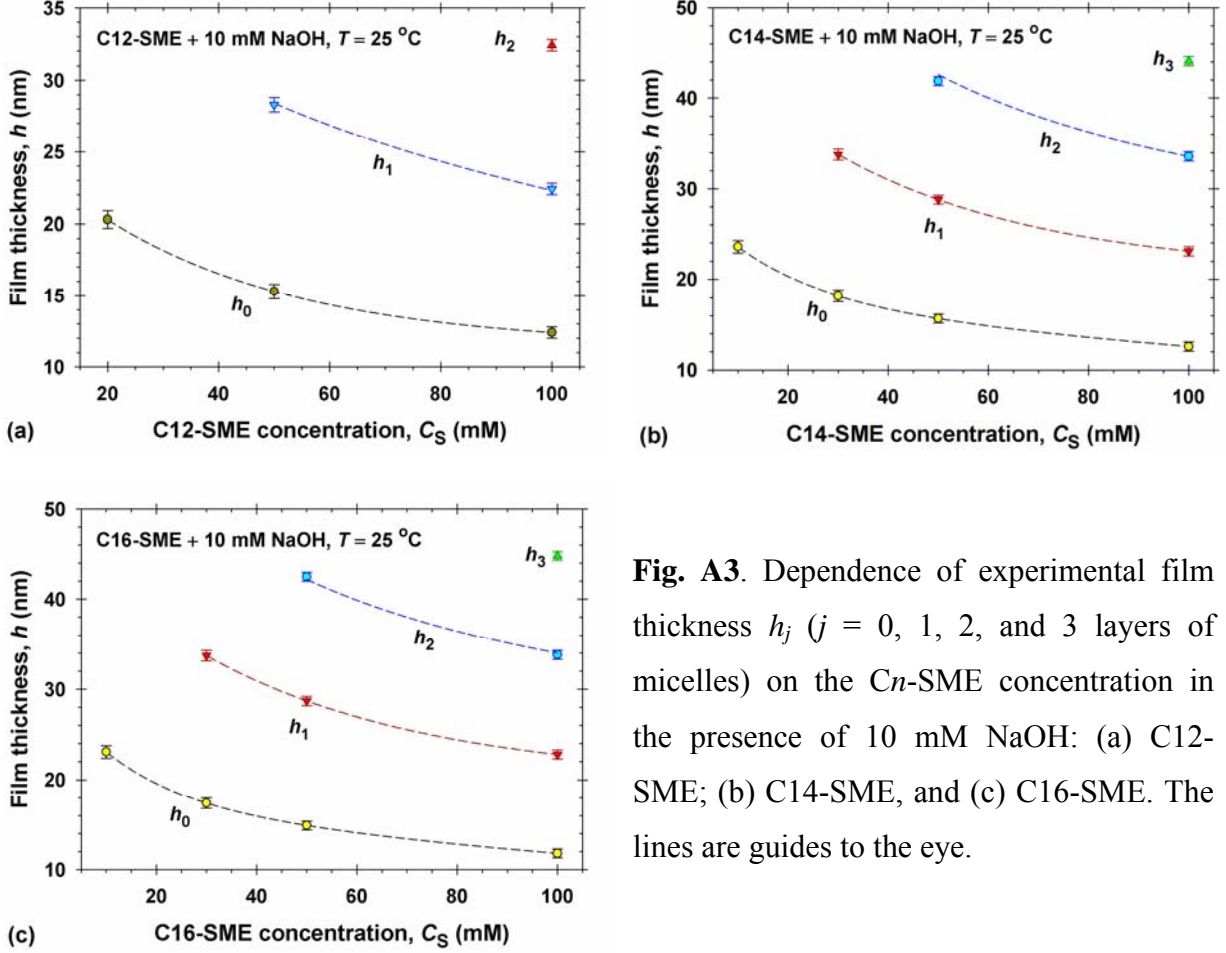 C12-SME + 10 mM NaOH, T = 25 °C
h2
h1
h0
Film thickness, h (nm)
35
30
25
20
15
10
20
40
60
80
100
(a)
C12-SME concentration, CS (mM)
C14-SME + 10 mM NaOH, T = 25 °C
h3
h2
h1
h0
Film thickness, h (nm)
50
40
30
20
10
20
40
60
80
100
(b)
C14-SME concentration, CS (mM)
C16-SME + 10 mM NaOH, T = 25 °C
h3
h2
h1
h0
Film thickness, h (nm)
50
40
30
20
10
20
40
60
80
100
(c)
C16-SME concentration, CS (mM)
Fig. A3. Dependence of experimental film
thickness hj (j = 0, 1, 2, and 3 layers of
micelles) on the Cn-SME concentration in
the presence of 10 mM NaOH: (a) C12-
SME; (b) C14-SME, and (c) C16-SME. The
lines are guides to the eye.